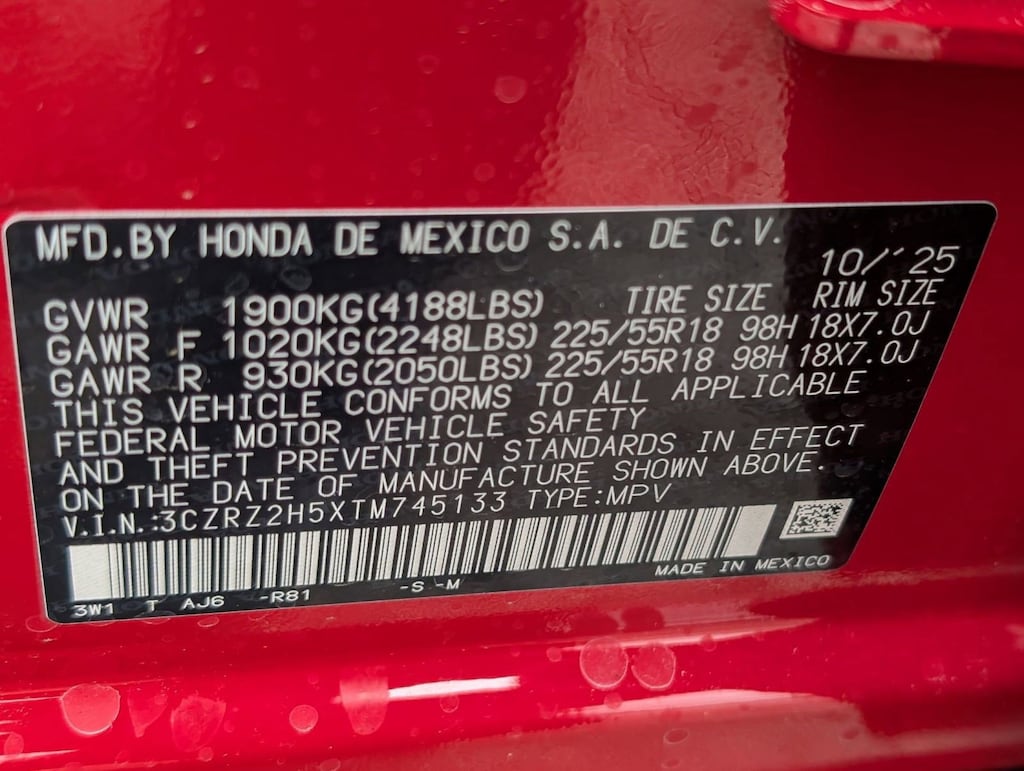 MFD.BY HONDA DE MEXICO S.A. DE C.V.
10/'25
GVWR 1900KG(4188LBS) TIRE SIZE RIM SIZE
GAWR F 1020KG(2248LBS) 225/55R18 98H 18X7.0J
GAWR R 930KG(2050LBS) 225/55R18 98H 18X7.0J
THIS VEHICLE CONFORMS TO ALL APPLICABLE
FEDERAL MOTOR VEHICLE SAFETY
AND THEFT PREVENTION STANDARDS IN EFFECT
ON THE DATE OF MANUFACTURE SHOWN ABOVE.
V.I.N.:3CZRZ2H5XTM745133 TYPE:MPV
MADE IN MEXICO
3W1 T AJ6 -R81 -S -M